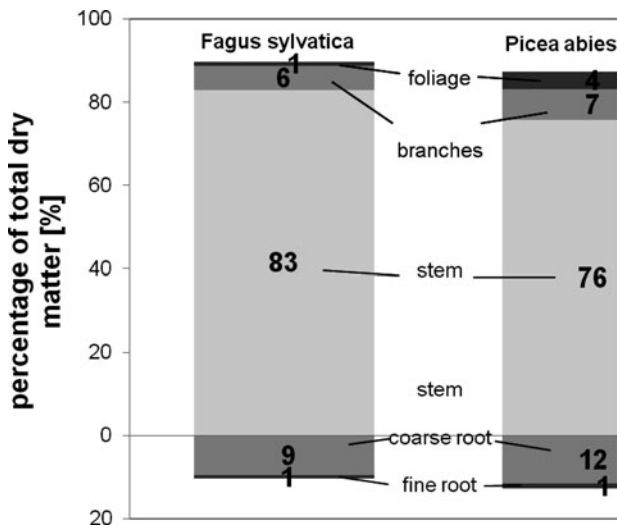 100
Fagus sylvatica
Picea abies
1
foliage
4
6
7
80
branches
60
83
stem
76
40
20
stem
0
coarse root
9
12
fine root
1
1
20
percentage of total dry
matter [%]